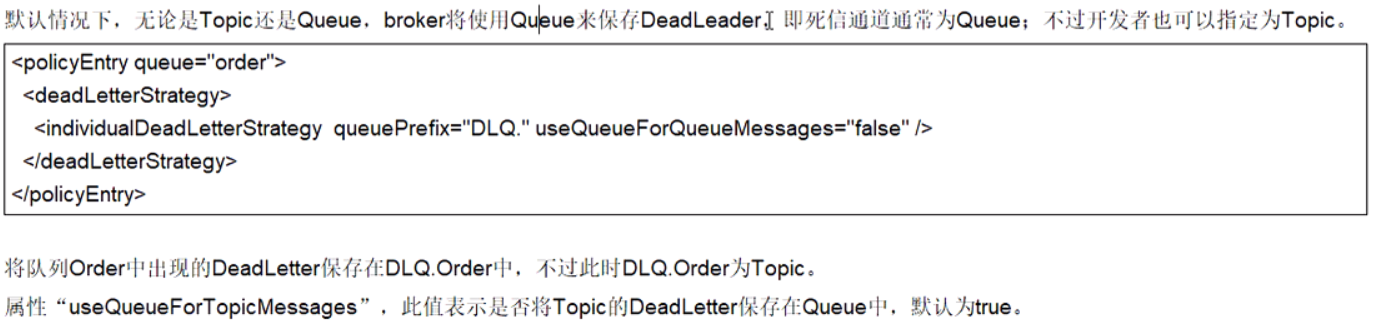 默认情况下，无论是Topic还是Queue，broker将使用Queue来保存DeadLeader，即死信通道通常为Queue；不过开发者也可以指定为Topic。
<policyEntry queue="order">
<deadLetterStrategy>
<individualDeadLetterStrategy queuePrefix="DLQ." useQueueForQueueMessages="false" />
</deadLetterStrategy>
</policyEntry>
将队列Order中出现的DeadLetter保存在DLQ.Order中，不过此时DLQ.Order为Topic。
属性“useQueueForTopicMessages”，此值表示是否将Topic的DeadLetter保存在Queue中，默认为true。